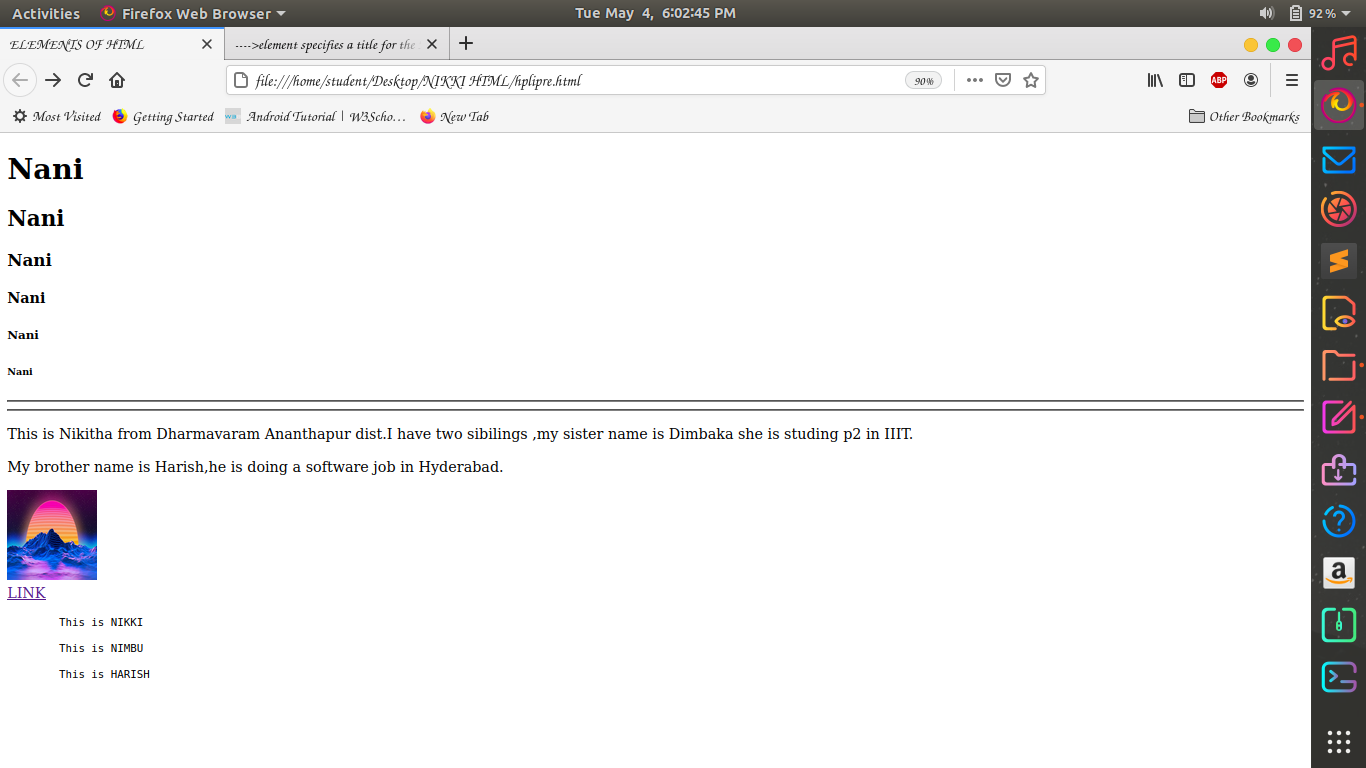 Activities Firefox Web Browser Tue May 4, 6:02:45 PM 92%
ELEMENTS OF HTML ---->element specifies a title for the
file:///home/student/Desktop/NIKKI HTML/hplipre.html 90% ABP
Most Visited Getting Started Android Tutorial | W3Scho... New Tab Other Bookmarks
Nani
Nani
Nani
Nani
Nani
Nani
This is Nikitha from Dharmavaram Ananthapur dist.I have two sibilings ,my sister name is Dimbaka she is studing p2 in IIIT.
My brother name is Harish,he is doing a software job in Hyderabad.
LINK
This is NIKKI
This is NIMBU
This is HARISH